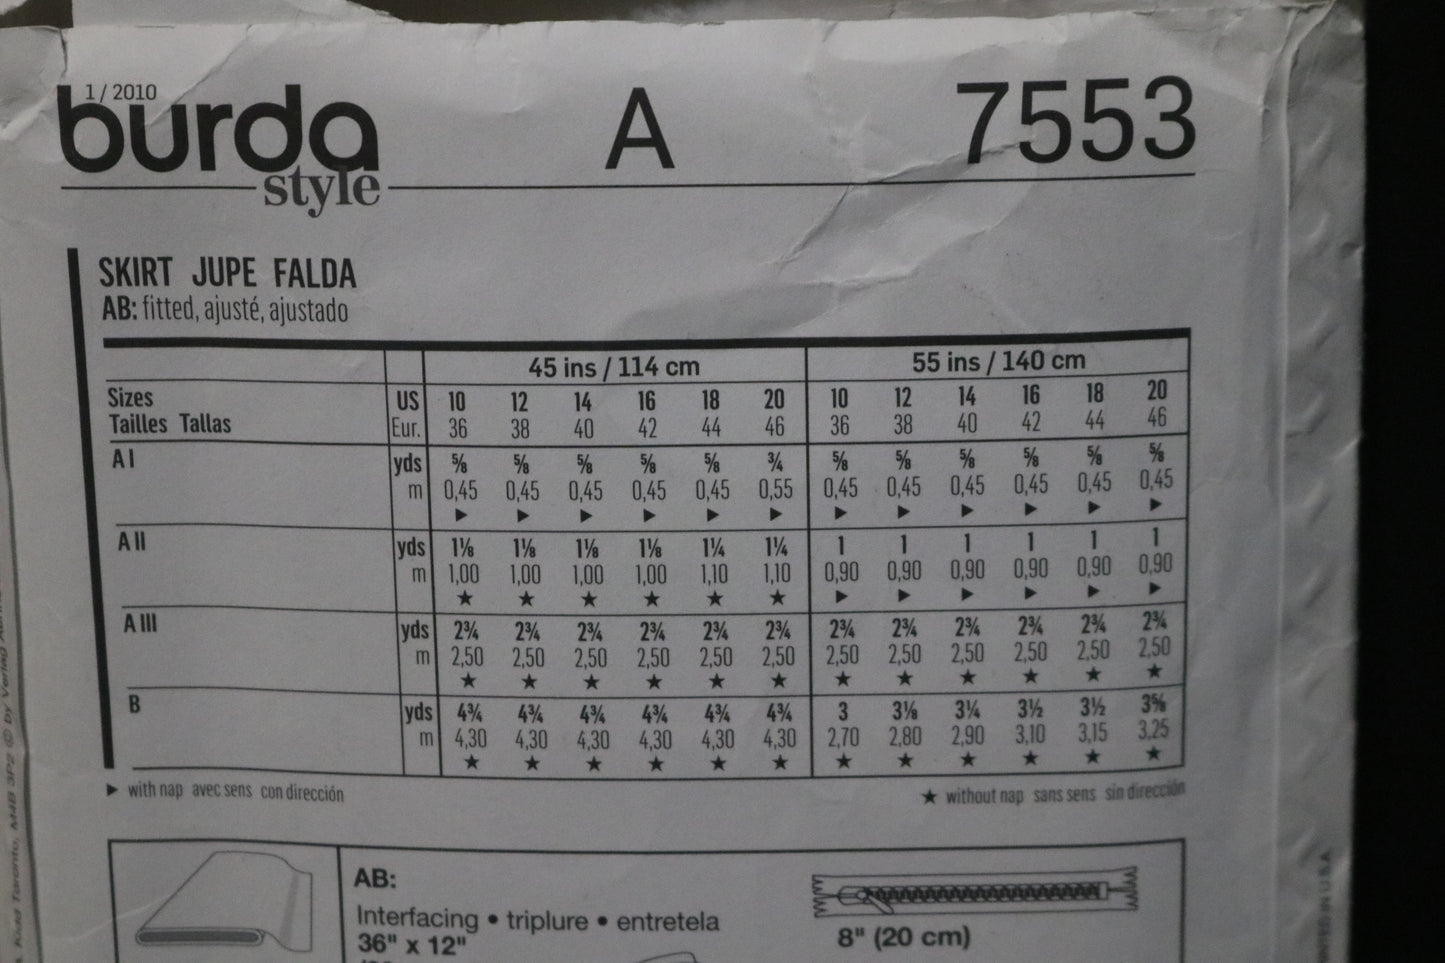 1 / 2010
burda style A 7553
SKIRT JUPE FALDA
AB: fitted, ajusté, ajustado
45 ins / 114 cm 55 ins / 140 cm
Sizes US 10 12 14 16 18 20 10 12 14 16 18 20
Tailles Tallas Eur. 36 38 40 42 44 46 36 38 40 42 44 46
A I yds ⅝ ⅝ ⅝ ⅝ ⅝ ¾ ⅝ ⅝ ⅝ ⅝ ⅝ ⅝
m 0,45 0,45 0,45 0,45 0,45 0,55 0,45 0,45 0,45 0,45 0,45 0,45
► ► ► ► ► ► ► ► ► ► ► ►
A II yds 1⅛ 1⅛ 1⅛ 1⅛ 1¼ 1¼ 1 1 1 1 1 1
m 1,00 1,00 1,00 1,00 1,10 1,10 0,90 0,90 0,90 0,90 0,90 0,90
★ ★ ★ ★ ★ ★ ► ► ► ► ► ►
A III yds 2¾ 2¾ 2¾ 2¾ 2¾ 2¾ 2¾ 2¾ 2¾ 2¾ 2¾ 2¾
m 2,50 2,50 2,50 2,50 2,50 2,50 2,50 2,50 2,50 2,50 2,50 2,50
★ ★ ★ ★ ★ ★ ★ ★ ★ ★ ★ ★
B yds 4¾ 4¾ 4¾ 4¾ 4¾ 4¾ 3 3⅛ 3¼ 3½ 3½ 3⅝
m 4,30 4,30 4,30 4,30 4,30 4,30 2,70 2,80 2,90 3,10 3,15 3,25
★ ★ ★ ★ ★ ★ ★ ★ ★ ★ ★ ★
► with nap avec sens con dirección ★ without nap sans sens sin dirección
AB:
Interfacing • triplure • entretela
36" x 12"
8" (20 cm)
Toronto, M4B 3P2 © by Verlag
IN U.S.A.